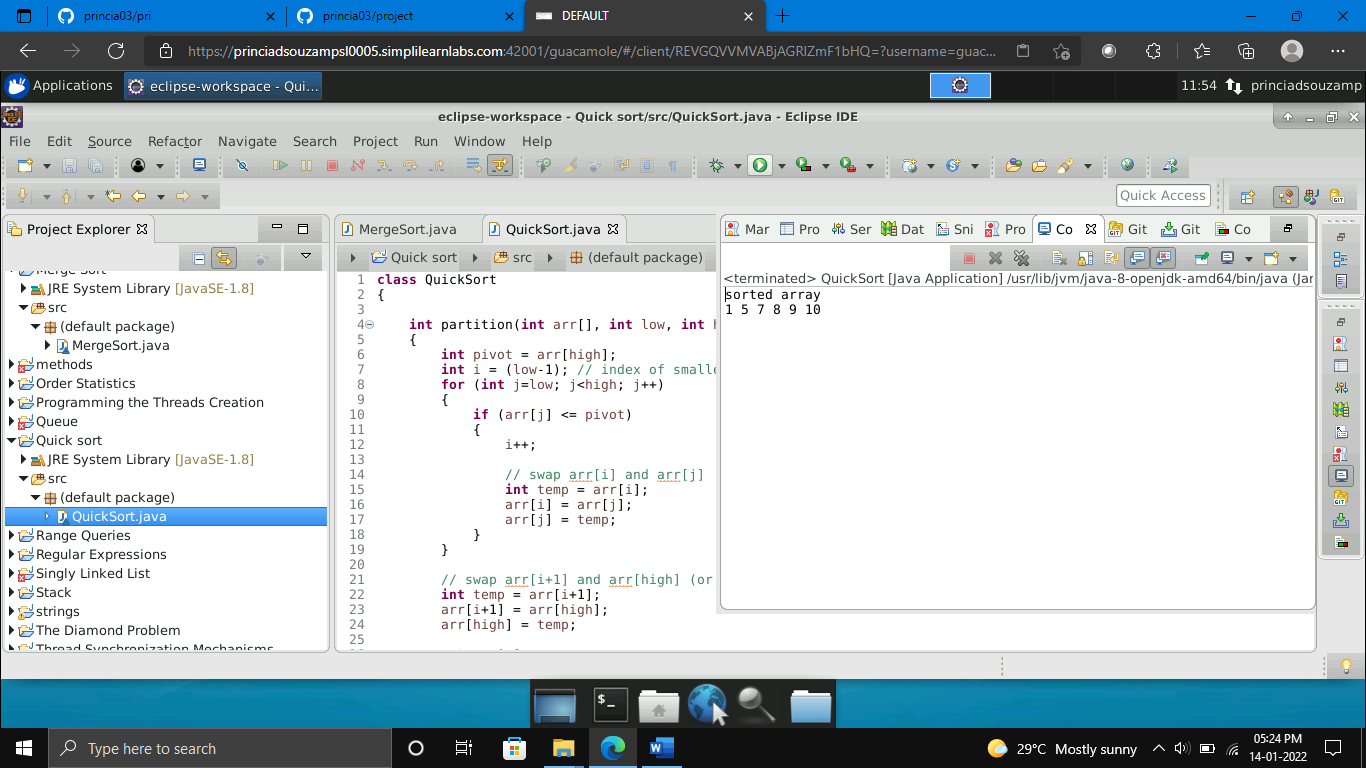 princia03/pri
princia03/project
DEFAULT
https://princiadsouzampsl0005.simplilearnlabs.com:42001/guacamole/#/client/REVGQVVMVABjAGRlZmF1bHQ=?username=guac...
Applications
eclipse-workspace - Qui...
11:54
princiadsouzamp
eclipse-workspace - Quick sort/src/QuickSort.java - Eclipse IDE
File Edit Source Refactor Navigate Search Project Run Window Help
Quick Access
Project Explorer
MergeSort.java
QuickSort.java
Mar Pro Ser Dat Sni Pro Co Git Git Co
Merge Sort
JRE System Library [JavaSE-1.8]
src
(default package)
MergeSort.java
methods
Order Statistics
Programming the Threads Creation
Queue
Quick sort
JRE System Library [JavaSE-1.8]
src
(default package)
QuickSort.java
Range Queries
Regular Expressions
Singly Linked List
Stack
strings
The Diamond Problem
Thread Synchronization Mechanisms
Quick sort src (default package)
1 class QuickSort
2 {
3
4 int partition(int arr[], int low, int h
5 {
6 int pivot = arr[high];
7 int i = (low-1); // index of smalle
8 for (int j=low; j<high; j++)
9 {
10 if (arr[j] <= pivot)
11 {
12 i++;
13
14 // swap arr[i] and arr[j]
15 int temp = arr[i];
16 arr[i] = arr[j];
17 arr[j] = temp;
18 }
19 }
20
21 // swap arr[i+1] and arr[high] (or
22 int temp = arr[i+1];
23 arr[i+1] = arr[high];
24 arr[high] = temp;
25
<terminated> QuickSort [Java Application] /usr/lib/jvm/java-8-openjdk-amd64/bin/java (Jan
sorted array
1 5 7 8 9 10
Type here to search
29°C Mostly sunny
05:24 PM
14-01-2022